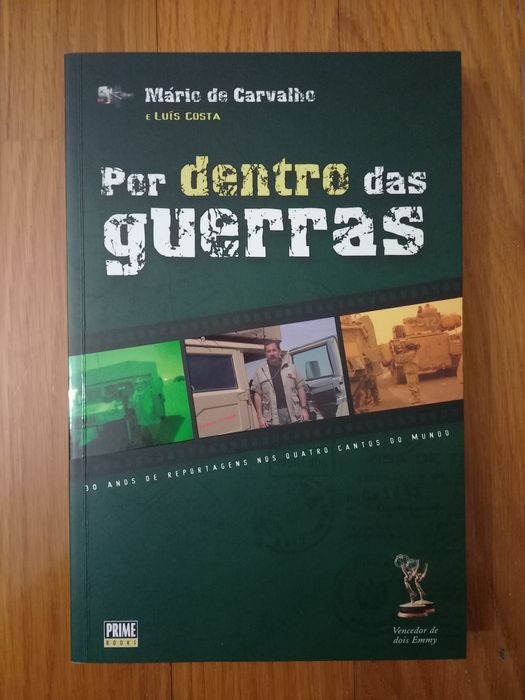 Mário de Carvalho
E LUÍS COSTA
Por dentro das
guerras
30 ANOS DE REPORTAGENS NOS QUATRO CANTOS DO MUNDO
PRIME
BOOKS
Vencedor de
dois Emmy